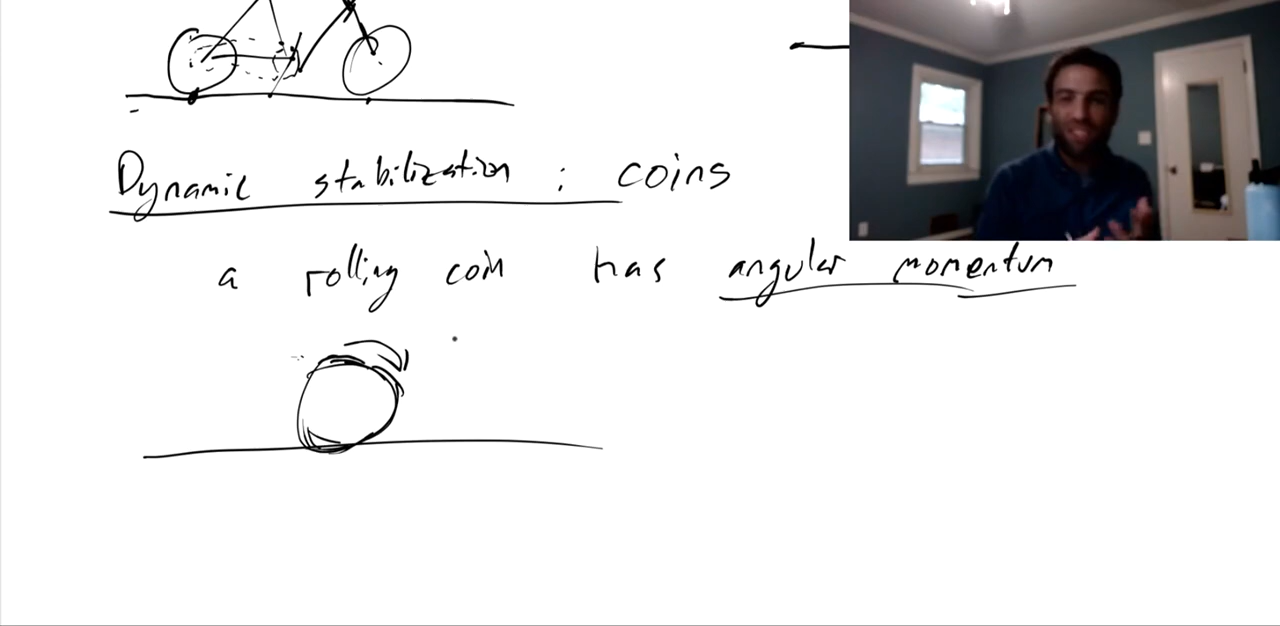 Dynamic stabilization : coins
a rolling coin has angular momentum